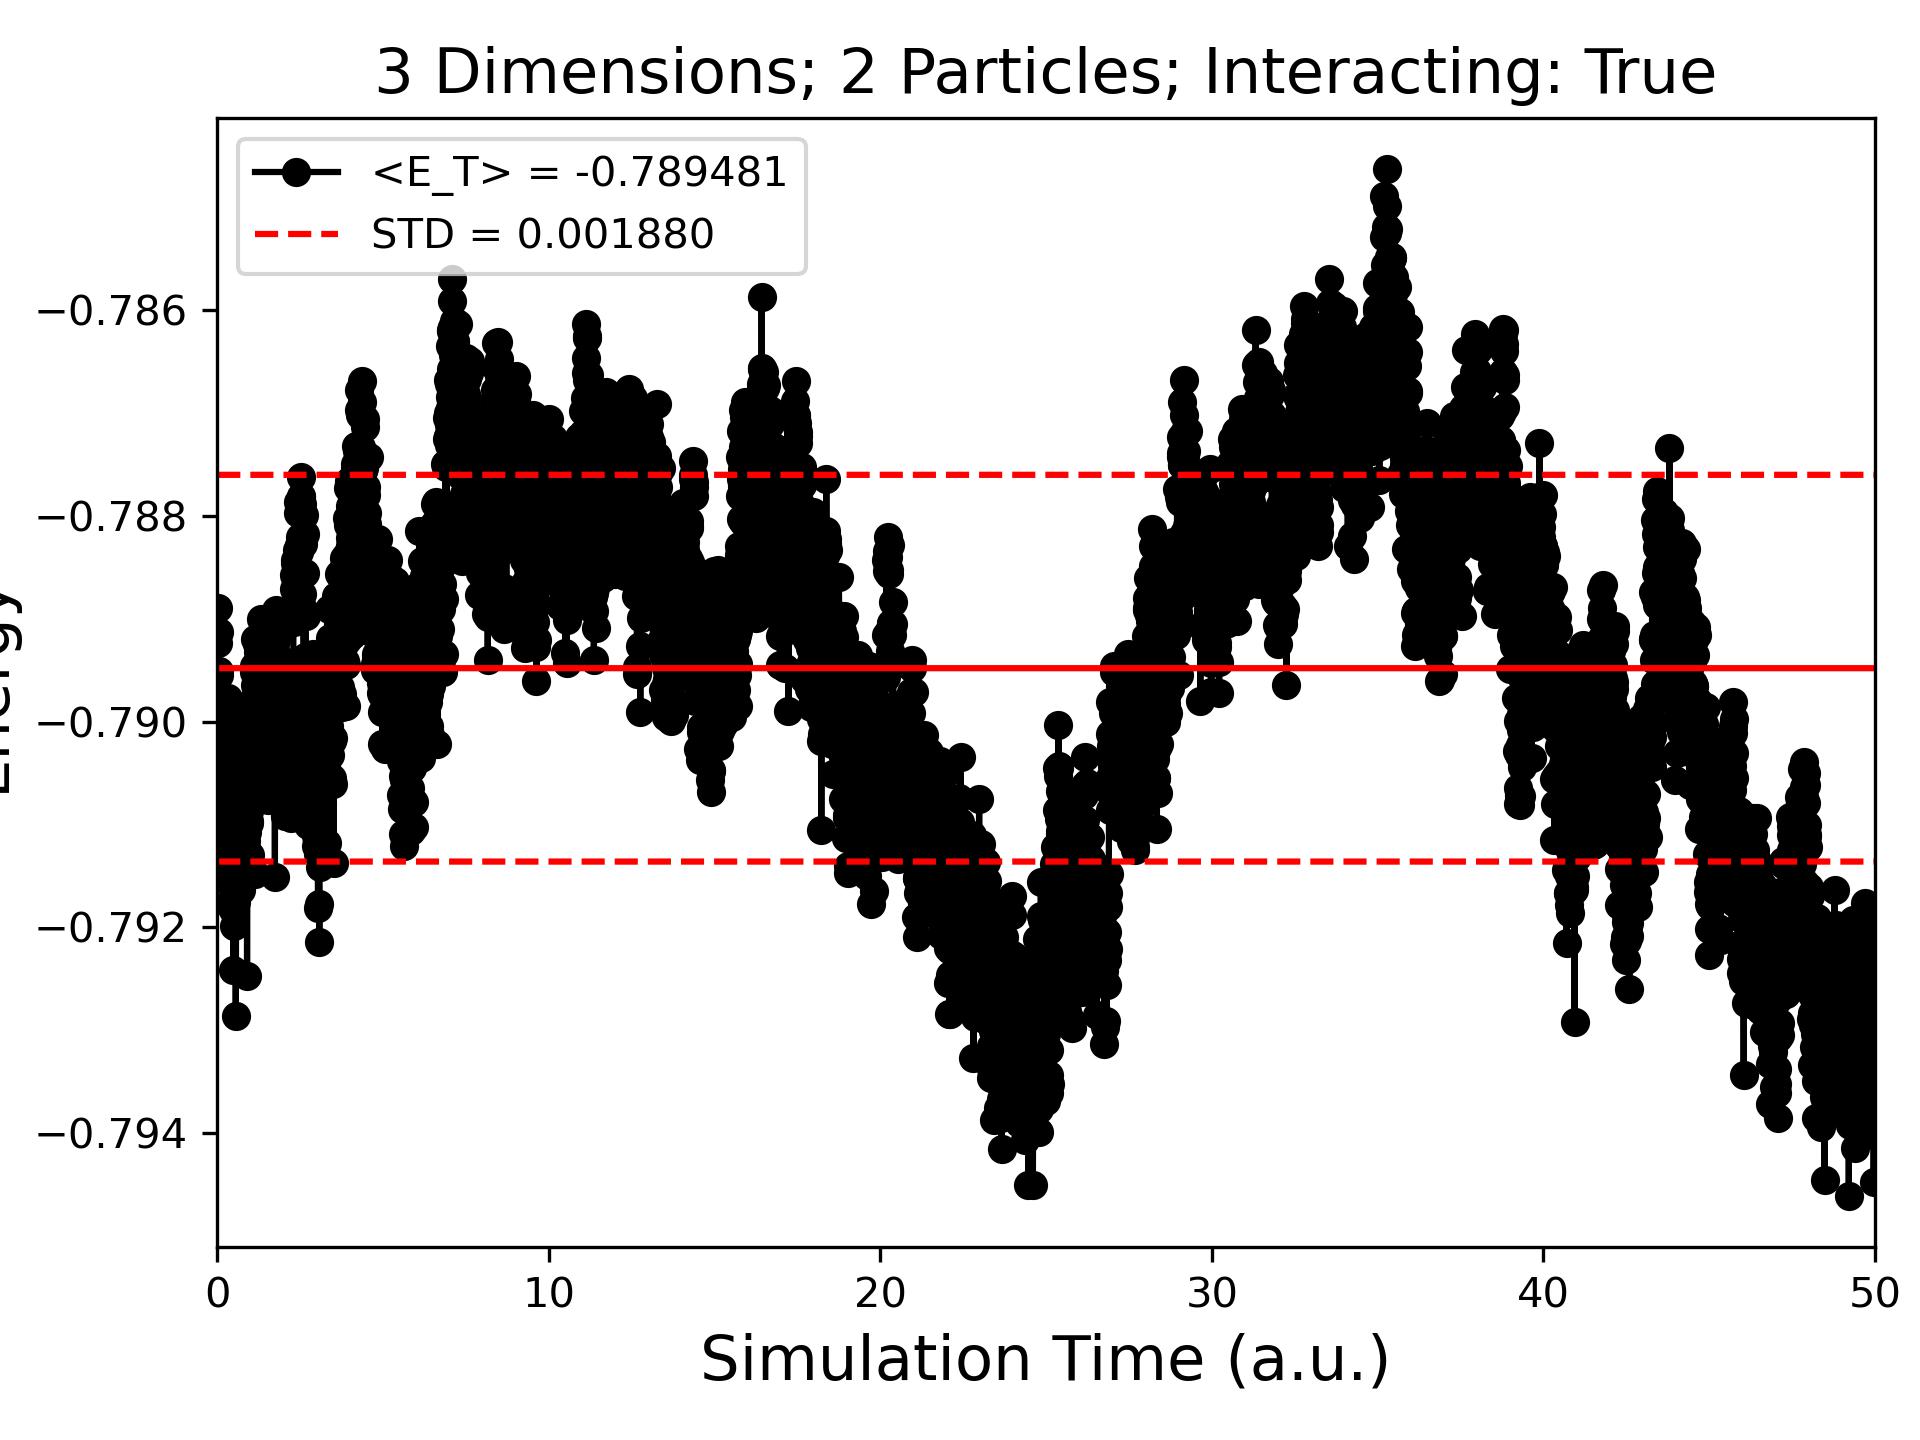 3 Dimensions; 2 Particles; Interacting: True
<E_T> = -0.789481
STD = 0.001880
−0.786
−0.788
−0.790
−0.792
−0.794
Energy
0 10 20 30 40 50
Simulation Time (a.u.)